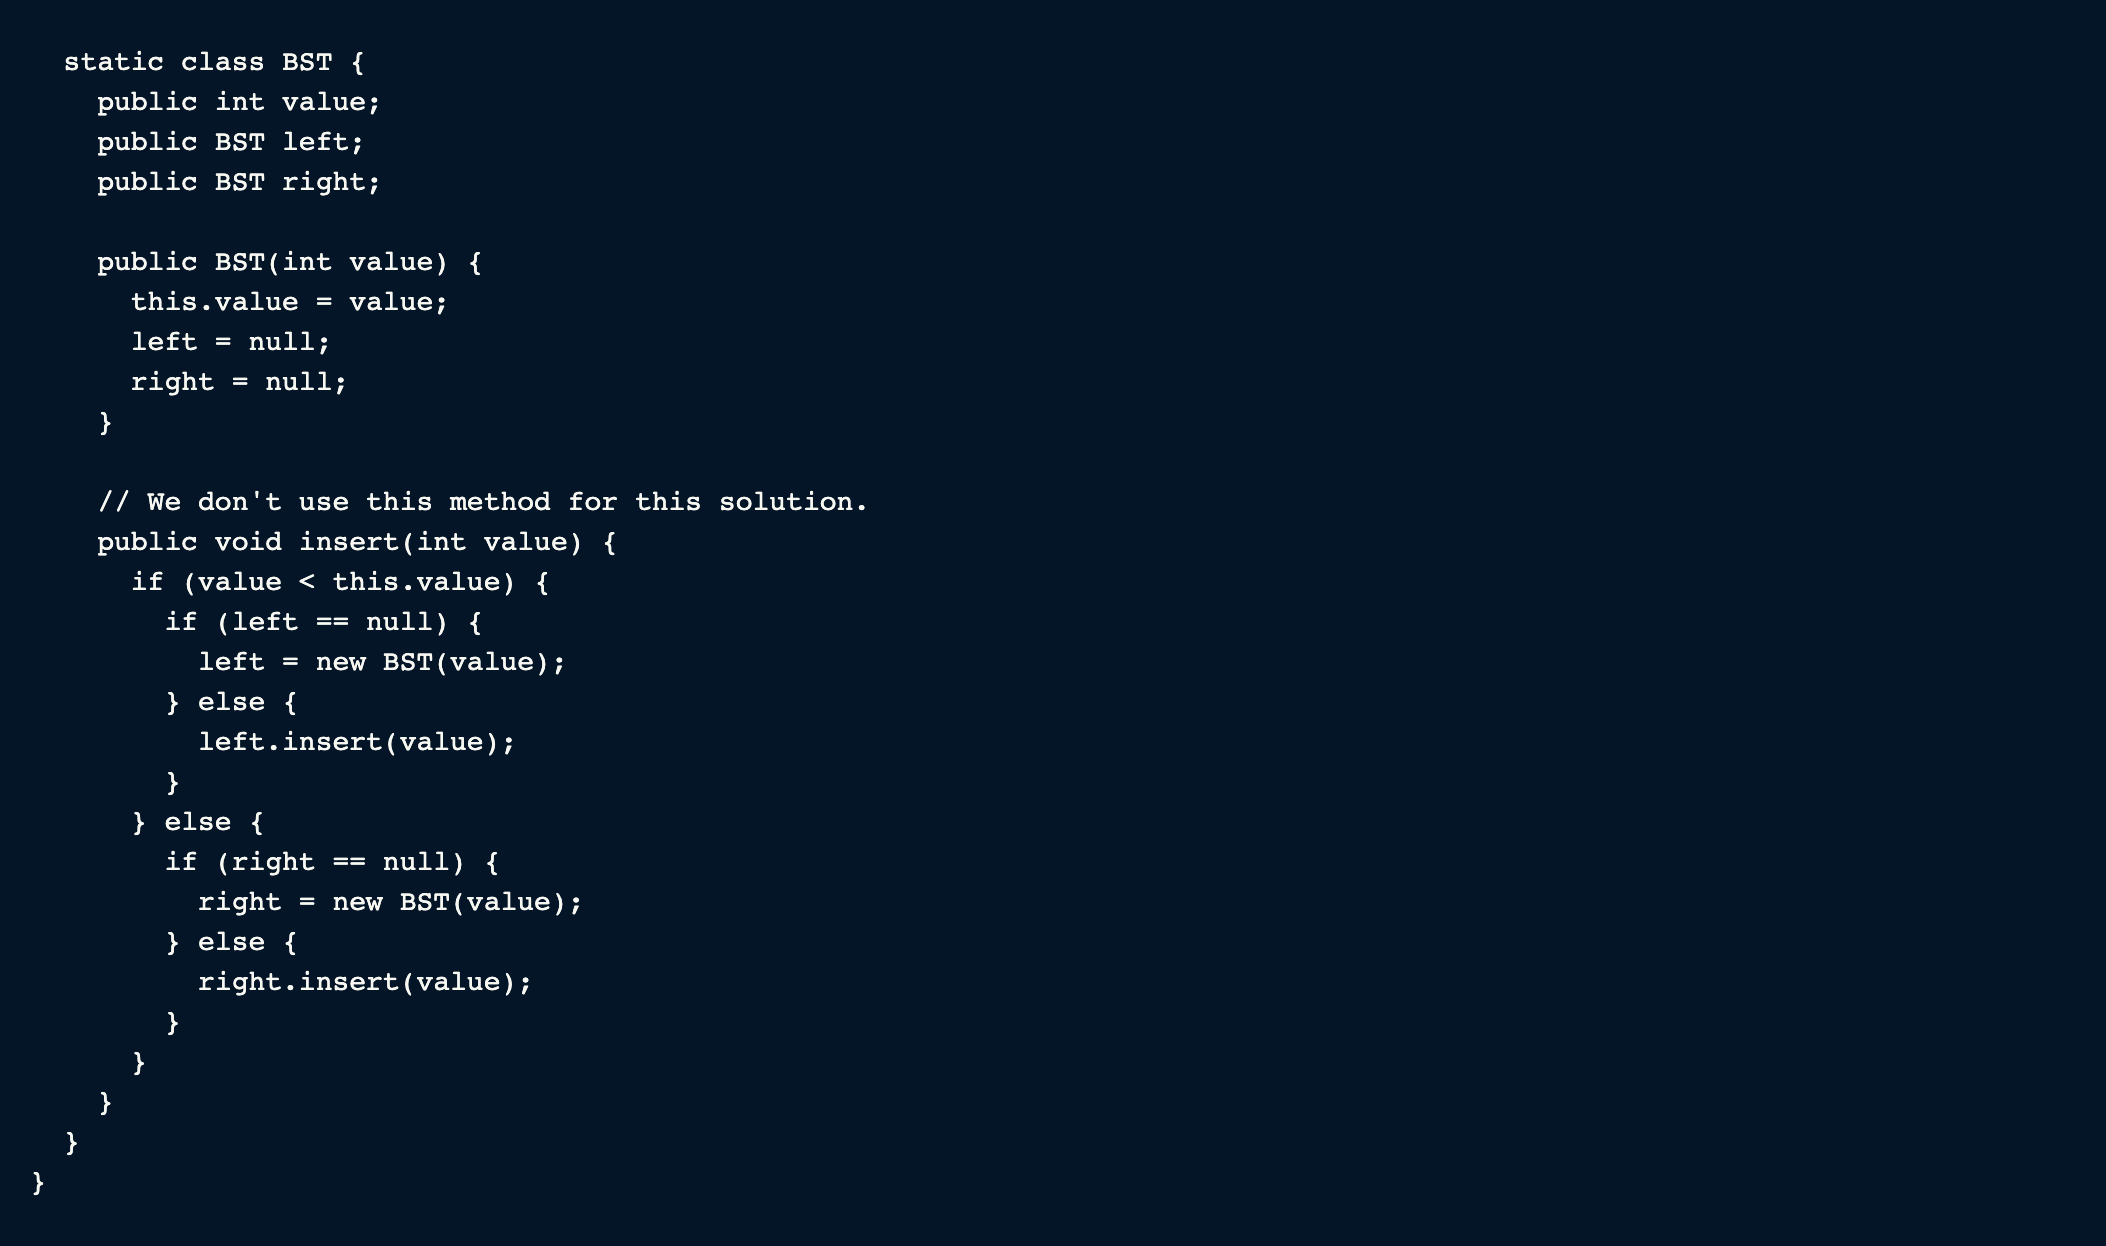 static class BST {
public int value;
public BST left;
public BST right;
public BST(int value) {
this.value = value;
left = null;
right = null;
}
// We don't use this method for this solution.
public void insert(int value) {
if (value < this.value) {
if (left == null) {
left = new BST(value);
} else {
left.insert(value);
}
} else {
if (right == null) {
right = new BST(value);
} else {
right.insert(value);
}
}
}
}
}